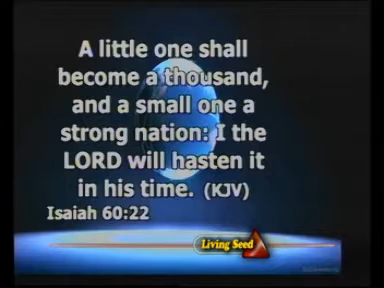 A little one shall
become a thousand,
and a small one a
strong nation: I the
LORD will hasten it
in his time. (KJV)
Isaiah 60:22
Living Seed